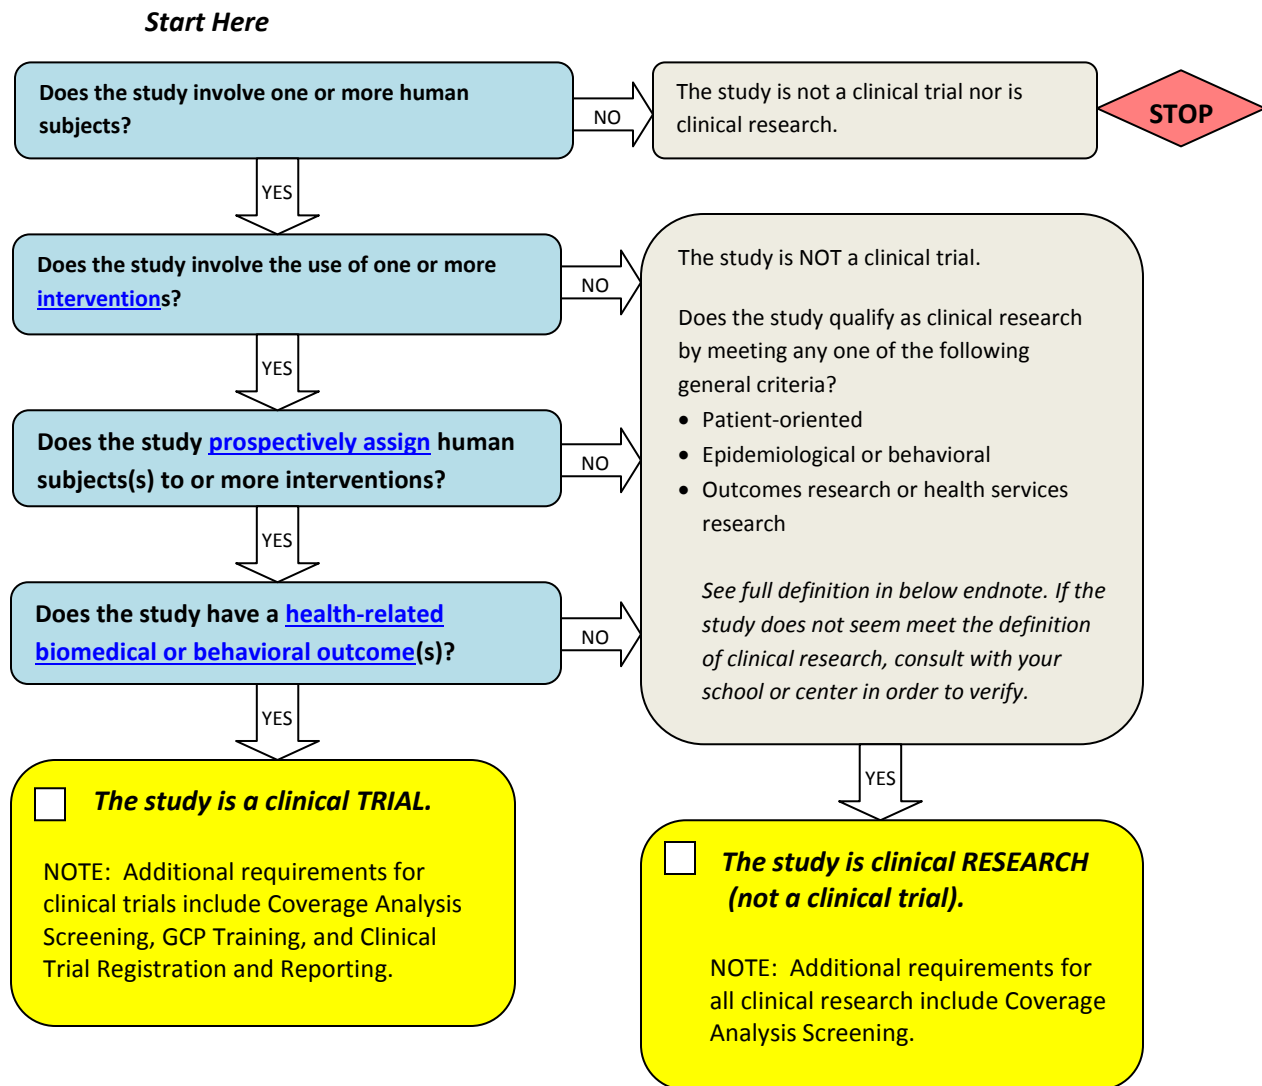 Start Here
Does the study involve one or more human
subjects?
NO
The study is not a clinical trial nor is
clinical research.
STOP
YES
Does the study involve the use of one or more
interventions?
NO
The study is NOT a clinical trial.
Does the study qualify as clinical research
by meeting any one of the following
general criteria?
• Patient-oriented
• Epidemiological or behavioral
• Outcomes research or health services
research
See full definition in below endnote. If the
study does not seem meet the definition
of clinical research, consult with your
school or center in order to verify.
YES
Does the study prospectively assign human
subjects(s) to or more interventions?
NO
YES
Does the study have a health-related
biomedical or behavioral outcome(s)?
NO
YES
The study is a clinical TRIAL.
NOTE:  Additional requirements for
clinical trials include Coverage Analysis
Screening, GCP Training, and Clinical
Trial Registration and Reporting.
YES
The study is clinical RESEARCH
(not a clinical trial).
NOTE:  Additional requirements for
all clinical research include Coverage
Analysis Screening.